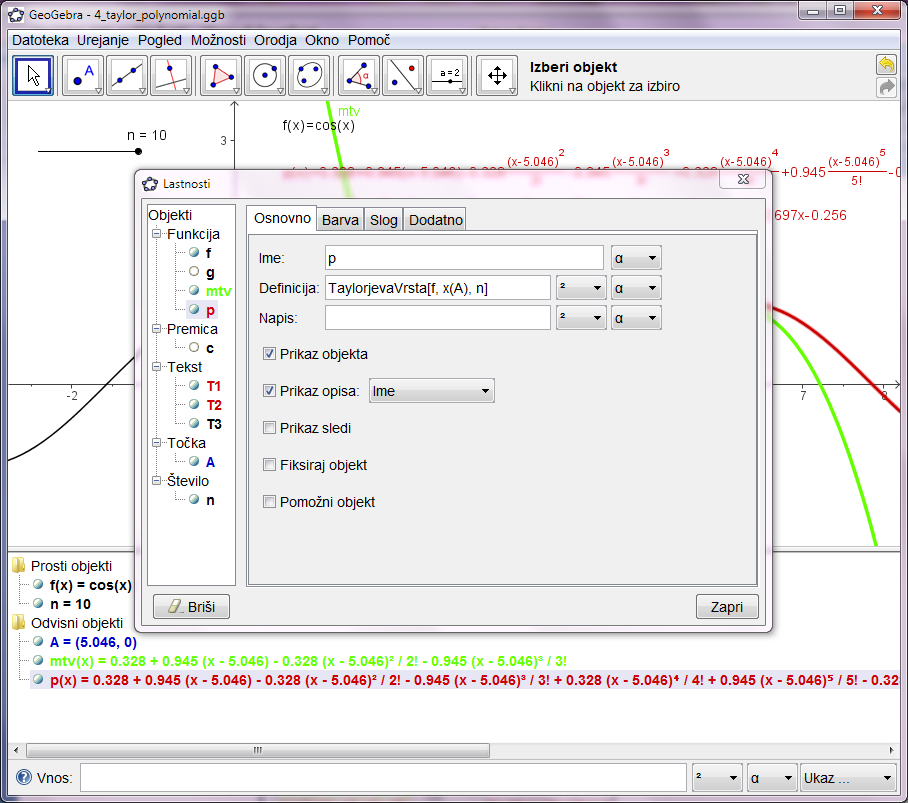 GeoGebra - 4_taylor_polynomial.ggb
Datoteka Urejanje Pogled Možnosti Orodja Okno Pomoč
A
α
a = 2
Izberi objekt
Klikni na objekt za izbiro
mtv
f(x)=cos(x)
n = 10
3
(x-5.046)²
(x-5.046)³
(x-5.046)⁴
+0.945 (x-5.046)⁵ / 5! -0
697x-0.256
Lastnosti
Objekti
Funkcija
f
g
mtv
p
Premica
c
Tekst
T1
T2
T3
Točka
A
Število
n
Osnovno Barva Slog Dodatno
Ime: p α
Definicija: TaylorjevaVrsta[f, x(A), n] ² α
Napis: ² α
Prikaz objekta
Prikaz opisa: Ime
Prikaz sledi
Fiksiraj objekt
Pomožni objekt
Briši
Zapri
-2
7
8
Prosti objekti
f(x) = cos(x)
n = 10
Odvisni objekti
A = (5.046, 0)
mtv(x) = 0.328 + 0.945 (x - 5.046) - 0.328 (x - 5.046)² / 2! - 0.945 (x - 5.046)³ / 3!
p(x) = 0.328 + 0.945 (x - 5.046) - 0.328 (x - 5.046)² / 2! - 0.945 (x - 5.046)³ / 3! + 0.328 (x - 5.046)⁴ / 4! + 0.945 (x - 5.046)⁵ / 5! - 0.32
Vnos: ² α Ukaz ...